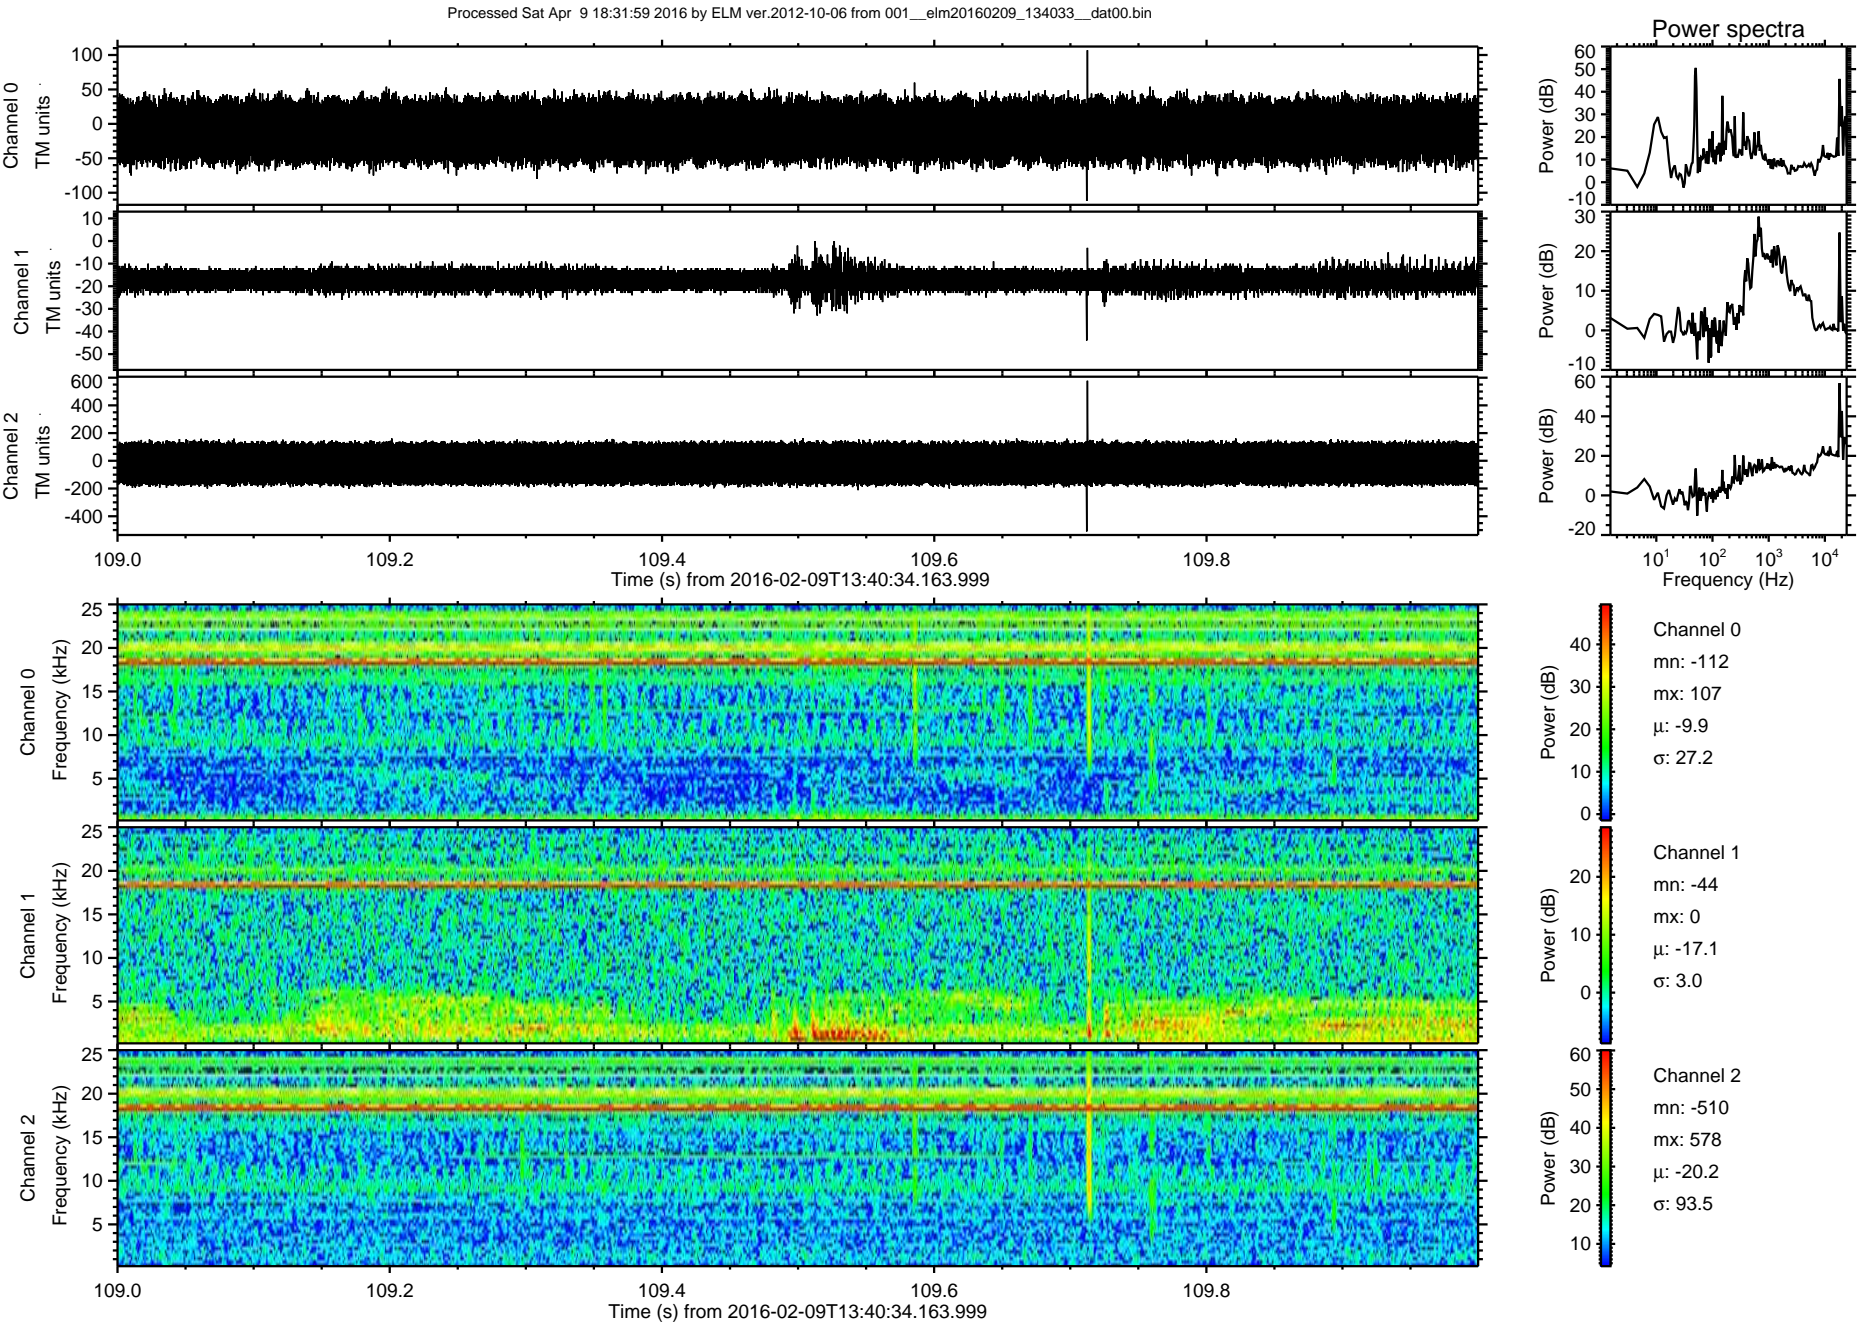 Processed Sat Apr  9 18:31:59 2016 by ELM ver.2012-10-06 from 001__elm20160209_134033__dat00.bin
Power spectra
Channel 0
TM units
100
50
0
-50
-100
Power (dB)
60
50
40
30
20
10
0
-10
Channel 1
TM units
10
0
-10
-20
-30
-40
-50
Power (dB)
30
20
10
0
-10
Channel 2
TM units
600
400
200
0
-200
-400
Power (dB)
60
40
20
0
-20
109.0 109.2 109.4 109.6 109.8
Time (s) from 2016-02-09T13:40:34.163.999
10¹ 10² 10³ 10⁴
Frequency (Hz)
Channel 0
Frequency (kHz)
25
20
15
10
5
Power (dB)
40
30
20
10
0
Channel 0
mn: -112
mx: 107
μ: -9.9
σ: 27.2
Channel 1
Frequency (kHz)
25
20
15
10
5
Power (dB)
20
10
0
Channel 1
mn: -44
mx: 0
μ: -17.1
σ: 3.0
Channel 2
Frequency (kHz)
25
20
15
10
5
Power (dB)
60
50
40
30
20
10
Channel 2
mn: -510
mx: 578
μ: -20.2
σ: 93.5
109.0 109.2 109.4 109.6 109.8
Time (s) from 2016-02-09T13:40:34.163.999